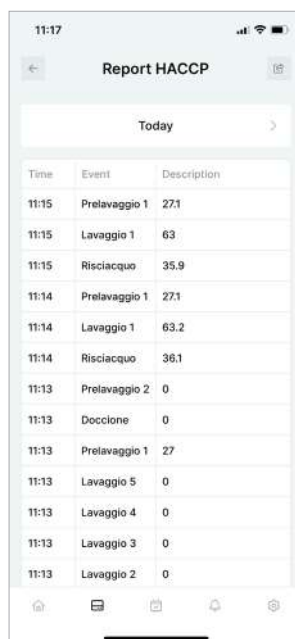 11:17
Report HACCP
Today
Time Event Description
11:15 Prelavaggio 1 27.1
11:15 Lavaggio 1 63
11:15 Risciacquo 35.9
11:14 Prelavaggio 1 27.1
11:14 Lavaggio 1 63.2
11:14 Risciacquo 36.1
11:13 Prelavaggio 2 0
11:13 Doccione 0
11:13 Prelavaggio 1 27
11:13 Lavaggio 5 0
11:13 Lavaggio 4 0
11:13 Lavaggio 3 0
11:13 Lavaggio 2 0